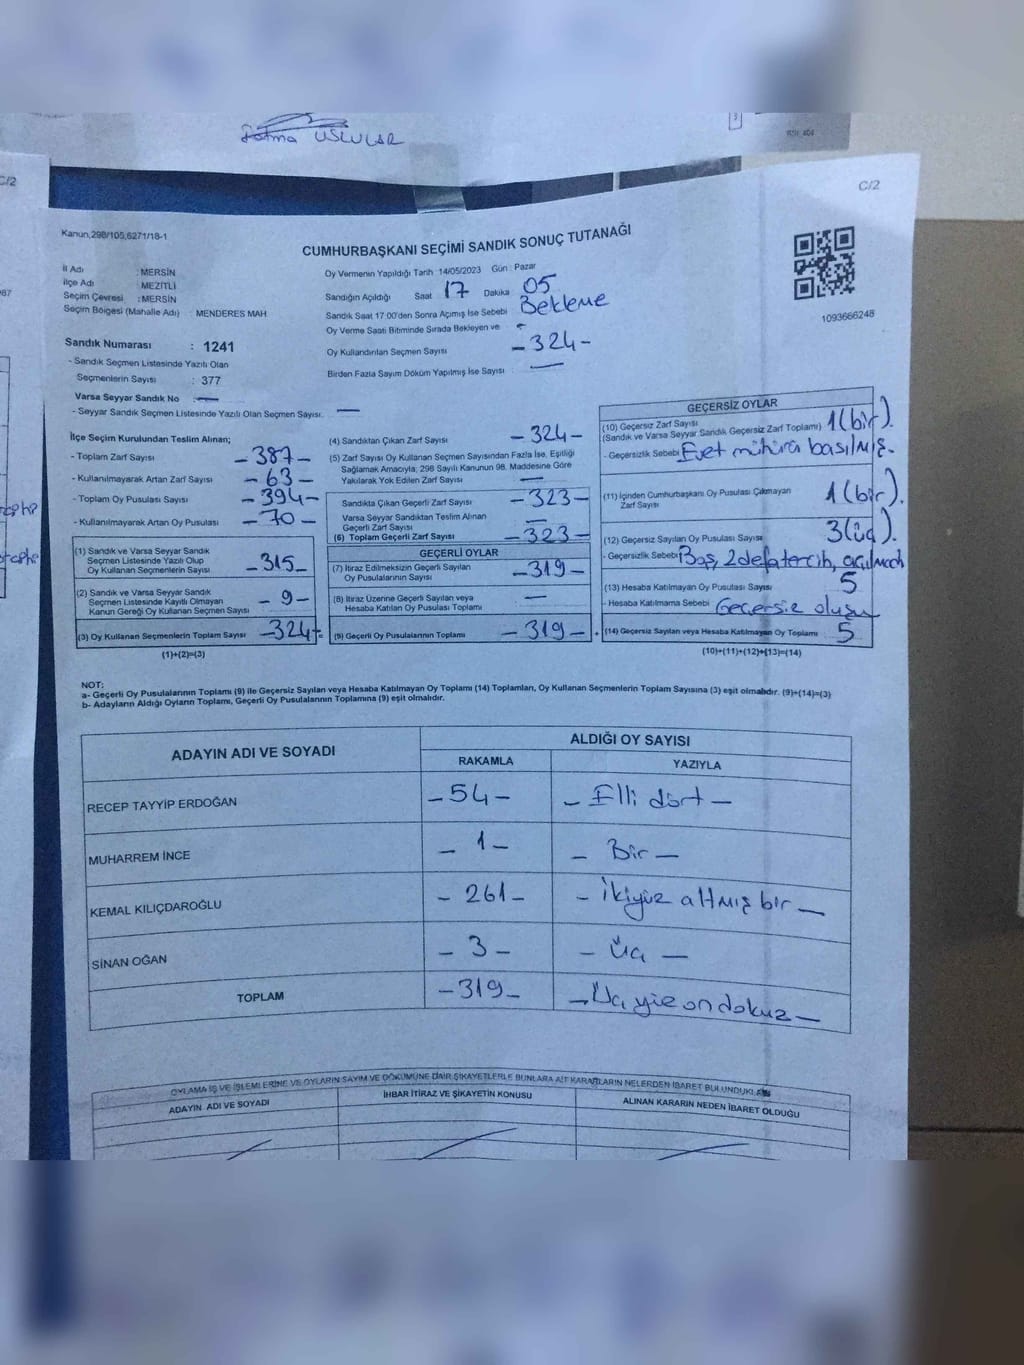 Fatma USLULAR
C/2
C/2
Kanun,298/105,6271/18-1
CUMHURBAŞKANI SEÇİMİ SANDIK SONUÇ TUTANAĞI
1093666248
İl Adı : MERSİN
İlçe Adı : MEZİTLİ
Seçim Çevresi : MERSİN
Seçim Bölgesi (Mahalle Adı) : MENDERES MAH
Sandık Numarası : 1241
- Sandık Seçmen Listesinde Yazılı Olan
Seçmenlerin Sayısı : 377
Varsa Seyyar Sandık No : —
- Seyyar Sandık Seçmen Listesinde Yazılı Olan Seçmen Sayısı: —
Oy Vermenin Yapıldığı Tarih :14/05/2023 Gün : Pazar
Sandığın Açıldığı Saat 17 Dakika 05
Sandık Saat 17:00'den Sonra Açılmış İse Sebebi Bekleme
Oy Verme Saati Bitiminde Sırada Bekleyen ve
Oy Kullandırılan Seçmen Sayısı -324-
Birden Fazla Sayım Döküm Yapılmış İse Sayısı : —
İlçe Seçim Kurulundan Teslim Alınan;
- Toplam Zarf Sayısı -387-
- Kullanılmayarak Artan Zarf Sayısı -63-
- Toplam Oy Pusulası Sayısı -394-
- Kullanılmayarak Artan Oy Pusulası -70-
(1) Sandık ve Varsa Seyyar Sandık
Seçmen Listesinde Yazılı Olup
Oy Kullanan Seçmenlerin Sayısı -315-
(2) Sandık ve Varsa Seyyar Sandık
Seçmen Listesinde Kayıtlı Olmayan
Kanun Gereği Oy Kullanan Seçmen Sayısı -9-
(3) Oy Kullanan Seçmenlerin Toplam Sayısı -324-
(1)+(2)=(3)
(4) Sandıktan Çıkan Zarf Sayısı -324-
(5) Zarf Sayısı Oy Kullanan Seçmen Sayısından Fazla İse, Eşitliği
Sağlamak Amacıyla; 298 Sayılı Kanunun 98. Maddesine Göre
Yakılarak Yok Edilen Zarf Sayısı —
Sandıkta Çıkan Geçerli Zarf Sayısı -323-
Varsa Seyyar Sandıktan Teslim Alınan
Geçerli Zarf Sayısı —
(6) Toplam Geçerli Zarf Sayısı -323-
GEÇERLİ OYLAR
(7) İtiraz Edilmeksizin Geçerli Sayılan
Oy Pusulalarının Sayısı -319-
(8) İtiraz Üzerine Geçerli Sayılan veya
Hesaba Katılan Oy Pusulası Toplamı —
(9) Geçerli Oy Pusulalarının Toplamı -319-
GEÇERSİZ OYLAR
(10) Geçersiz Zarf Sayısı
(Sandık ve Varsa Seyyar Sandık Geçersiz Zarf Toplamı) 1(bir).
- Geçersizlik Sebebi Evet mühürü basılmış.
(11) İçinden Cumhurbaşkanı Oy Pusulası Çıkmayan
Zarf Sayısı 1(bir).
(12) Geçersiz Sayılan Oy Pusulası Sayısı 3(üç).
- Geçersizlik Sebebi Boş, 2 defa tercih,
(13) Hesaba Katılmayan Oy Pusulası Sayısı 5
- Hesaba Katılmama Sebebi Geçersiz oluşu
(14) Geçersiz Sayılan veya Hesaba Katılmayan Oy Toplamı 5
(10)+(11)+(12)+(13)=(14)
NOT:
a- Geçerli Oy Pusulalarının Toplamı (9) ile Geçersiz Sayılan veya Hesaba Katılmayan Oy Toplamı (14) Toplamları, Oy Kullanan Seçmenlerin Toplam Sayısına (3) eşit olmalıdır. (9)+(14)=(3)
b- Adayların Aldığı Oyların Toplamı, Geçerli Oy Pusulalarının Toplamına (9) eşit olmalıdır.
ADAYIN ADI VE SOYADI ALDIĞI OY SAYISI
RAKAMLA YAZIYLA
RECEP TAYYİP ERDOĞAN -54- - Elli dört -
MUHARREM İNCE - 1 - - Bir -
KEMAL KILIÇDAROĞLU - 261 - - İkiyüz altmış bir -
SİNAN OĞAN - 3 - - Üç -
TOPLAM -319- - Üçyüz ondokuz -
OYLAMA İŞ VE İŞLEMLERİNE VE OYLARIN SAYIM VE DÖKÜMÜNE DAİR ŞİKAYETLERLE BUNLARA AİT KARARLARIN NELERDEN İBARET BULUNDUKLARI
ADAYIN ADI VE SOYADI İHBAR İTİRAZ VE ŞİKAYETİN KONUSU ALINAN KARARIN NEDEN İBARET OLDUĞU